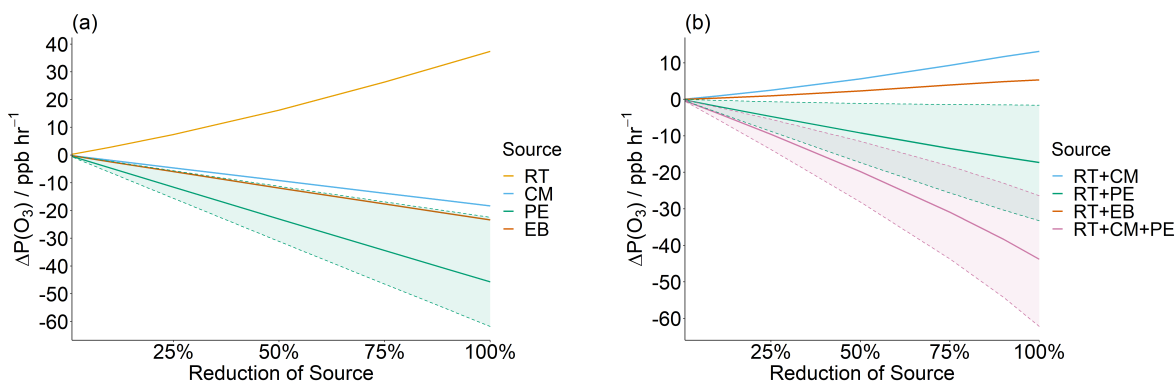 (a)
ΔP(O₃) / ppb hr⁻¹
40
30
20
10
0
-10
-20
-30
-40
-50
-60
25%
50%
75%
100%
Reduction of Source
Source
RT
CM
PE
EB
(b)
ΔP(O₃) / ppb hr⁻¹
10
0
-10
-20
-30
-40
-50
-60
25%
50%
75%
100%
Reduction of Source
Source
RT+CM
RT+PE
RT+EB
RT+CM+PE